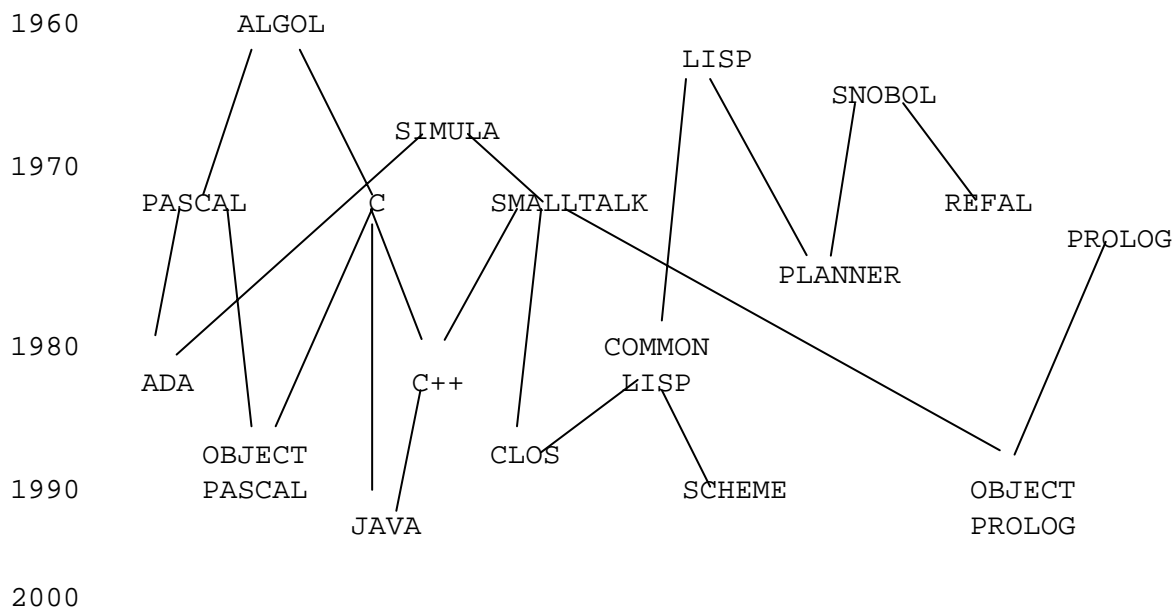 1960 ALGOL
LISP
SNOBOL
SIMULA
1970
PASCAL C SMALLTALK REFAL
PROLOG
PLANNER
1980 COMMON
ADA C++ LISP
OBJECT CLOS
1990 PASCAL SCHEME OBJECT
JAVA PROLOG
2000